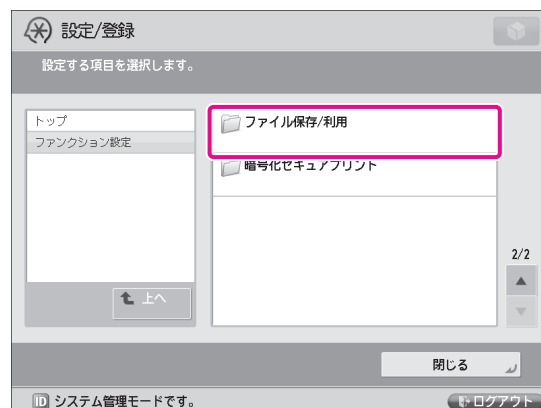 設定/登録
設定する項目を選択します。
トップ
ファンクション設定
ファイル保存/利用
暗号化セキュアプリント
2/2
上へ
閉じる
ID システム管理モードです。
ログアウト